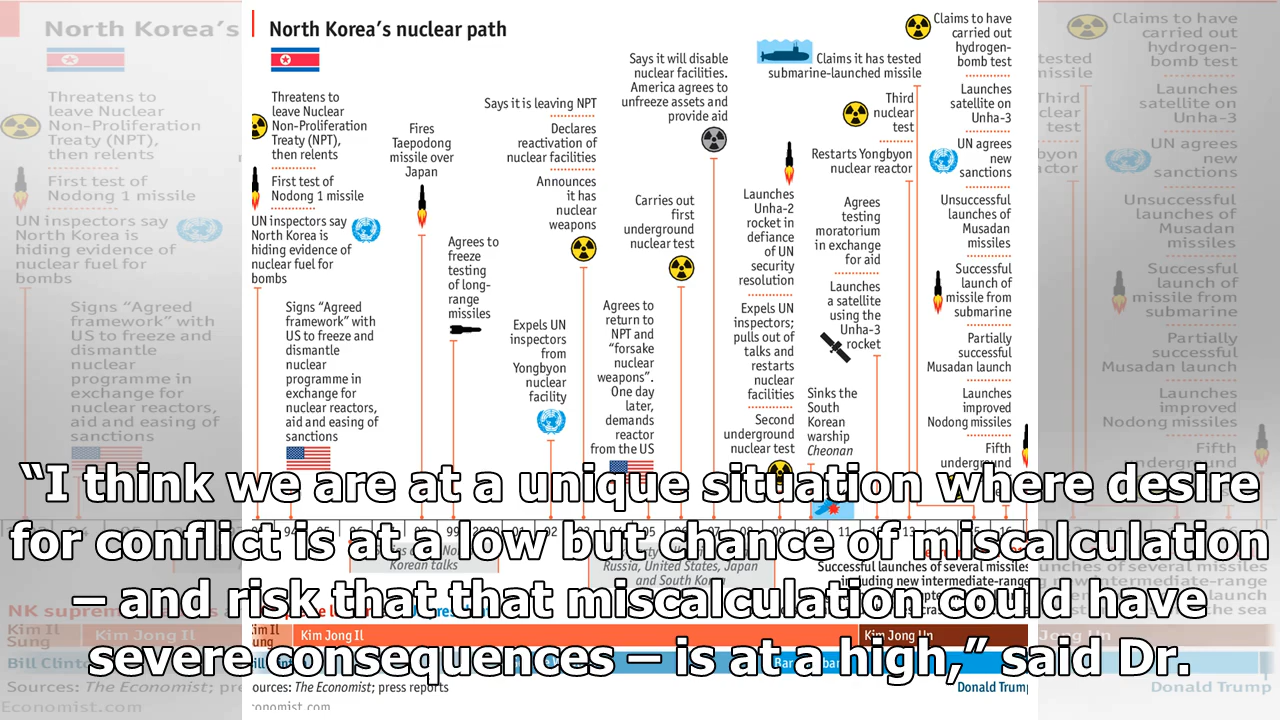 North Korea's nuclear path
Threatens to
leave Nuclear
Non-Proliferation
Treaty (NPT),
then relents
First test of
Nodong 1 missile
UN inspectors say
North Korea is
hiding evidence of
nuclear fuel for
bombs
Signs “Agreed
framework” with
US to freeze and
dismantle
nuclear
programme in
exchange for
nuclear reactors,
aid and easing of
sanctions
Fires
Taepodong
missile over
Japan
Agrees to
freeze
testing
of long-
range
missiles
Says it is leaving NPT
Declares
reactivation of
nuclear facilities
Announces
it has
nuclear
weapons
Expels UN
inspectors
from
Yongbyon
nuclear
facility
Says it will disable
nuclear facilities.
America agrees to
unfreeze assets and
provide aid
Carries out
first
underground
nuclear test
Agrees to
return to
NPT and
“forsake
nuclear
weapons”.
One day
later,
demands
reactor
from the US
Launches
Unha-2
rocket in
defiance
of UN
security
resolution
Expels UN
inspectors;
pulls out of
talks and
restarts
nuclear
facilities
Second
underground
nuclear test
Claims it has tested
submarine-launched missile
Third
nuclear
test
Restarts Yongbyon
nuclear reactor
Agrees
testing
moratorium
in exchange
for aid
Launches
a satellite
using the
Unha-3
rocket
Sinks the
South
Korean
warship
Cheonan
Claims to have
carried out
hydrogen-
bomb test
Launches
satellite on
Unha-3
UN agrees
new
sanctions
Unsuccessful
launches of
Musadan
missiles
Successful
launch of
missile from
submarine
Partially
successful
Musadan launch
Launches
improved
Nodong missiles
Fifth
underground
“I think we are at a unique situation where desire
for conflict is at a low but chance of miscalculation
– and risk that that miscalculation could have
severe consequences – is at a high,” said Dr.
Korean talks
Russia, United States, Japan
and South Korea
Successful launches of several missiles
including new intermediate-range
Kim Jong Il
Kim Jong Un
Donald Trump
ources: The Economist; press reports
onomist.com